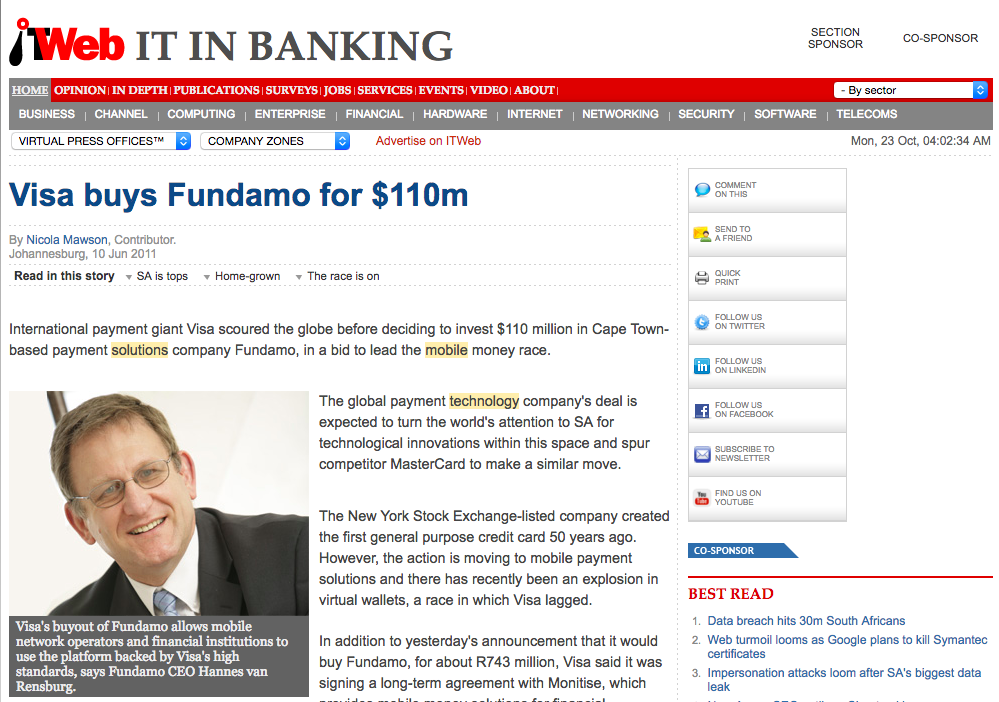 iTWeb IT IN BANKING
SECTION
SPONSOR
CO-SPONSOR
HOME OPINION | IN DEPTH | PUBLICATIONS | SURVEYS | JOBS | SERVICES | EVENTS | VIDEO | ABOUT |
- By sector
BUSINESS | CHANNEL | COMPUTING | ENTERPRISE | FINANCIAL | HARDWARE | INTERNET | NETWORKING | SECURITY | SOFTWARE | TELECOMS
VIRTUAL PRESS OFFICES™ COMPANY ZONES Advertise on ITWeb Mon, 23 Oct, 04:02:34 AM
Visa buys Fundamo for $110m
By Nicola Mawson, Contributor.
Johannesburg, 10 Jun 2011
Read in this story SA is tops Home-grown The race is on
International payment giant Visa scoured the globe before deciding to invest $110 million in Cape Town-
based payment solutions company Fundamo, in a bid to lead the mobile money race.
The global payment technology company's deal is
expected to turn the world's attention to SA for
technological innovations within this space and spur
competitor MasterCard to make a similar move.
The New York Stock Exchange-listed company created
the first general purpose credit card 50 years ago.
However, the action is moving to mobile payment
solutions and there has recently been an explosion in
virtual wallets, a race in which Visa lagged.
In addition to yesterday's announcement that it would
buy Fundamo, for about R743 million, Visa said it was
signing a long-term agreement with Monitise, which
provides mobile money solutions for financial
Visa's buyout of Fundamo allows mobile
network operators and financial institutions to
use the platform backed by Visa's high
standards, says Fundamo CEO Hannes van
Rensburg.
COMMENT
ON THIS
SEND TO
A FRIEND
QUICK
PRINT
FOLLOW US
ON TWITTER
FOLLOW US
ON LINKEDIN
FOLLOW US
ON FACEBOOK
SUBSCRIBE TO
NEWSLETTER
FIND US ON
YOUTUBE
CO-SPONSOR
BEST READ
1. Data breach hits 30m South Africans
2. Web turmoil looms as Google plans to kill Symantec
certificates
3. Impersonation attacks loom after SA's biggest data
leak